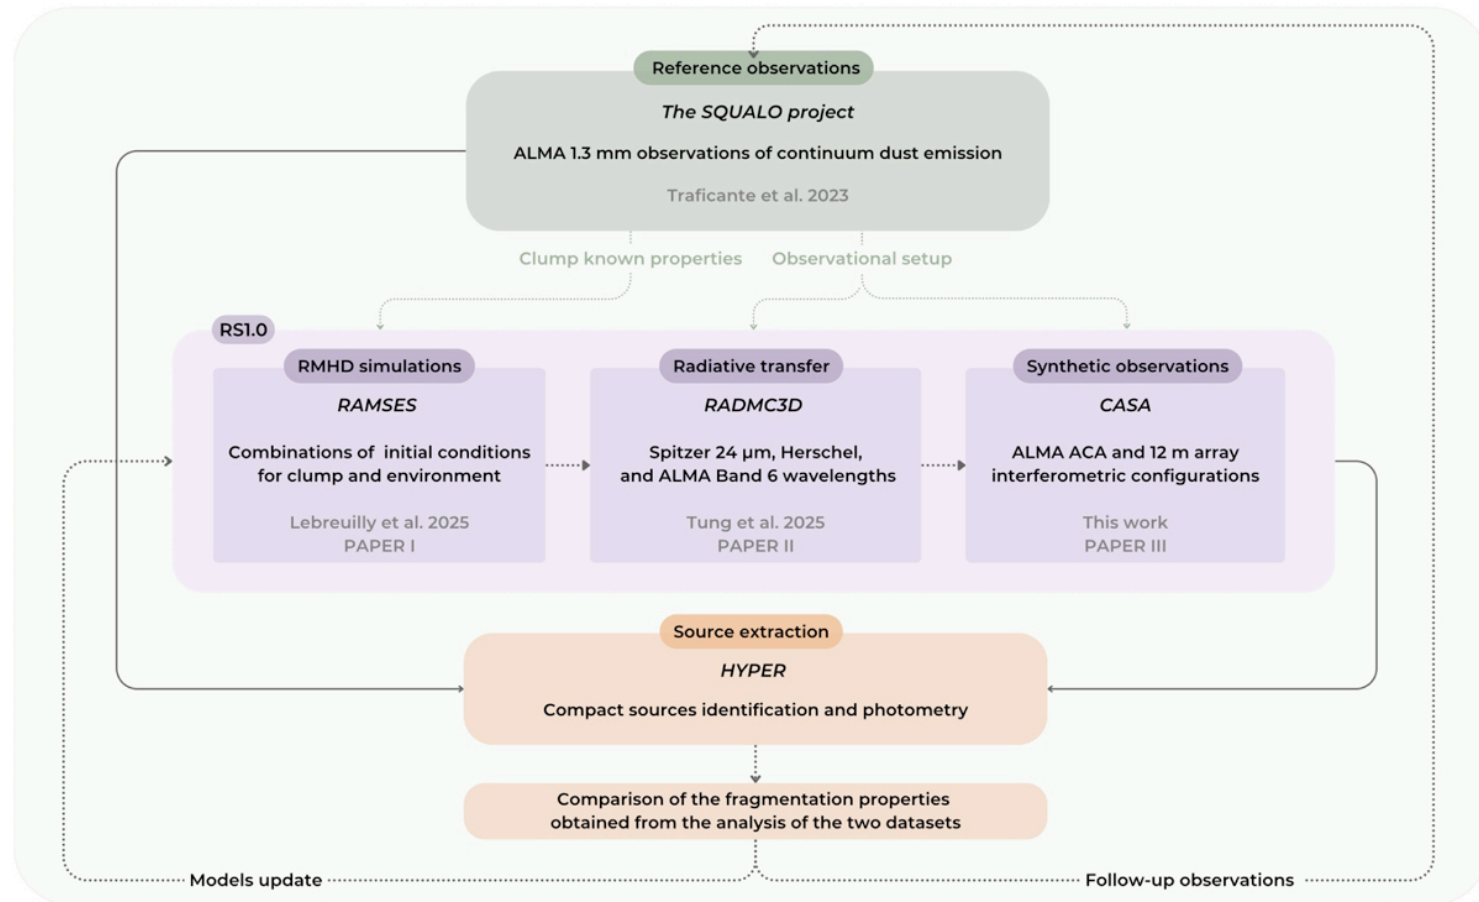 Reference observations
The SQUALO project
ALMA 1.3 mm observations of continuum dust emission
Traficante et al. 2023
Clump known properties
Observational setup
RS1.0
RMHD simulations
RAMSES
Combinations of initial conditions
for clump and environment
Lebreuilly et al. 2025
PAPER I
Radiative transfer
RADMC3D
Spitzer 24 µm, Herschel,
and ALMA Band 6 wavelengths
Tung et al. 2025
PAPER II
Synthetic observations
CASA
ALMA ACA and 12 m array
interferometric configurations
This work
PAPER III
Source extraction
HYPER
Compact sources identification and photometry
Comparison of the fragmentation properties
obtained from the analysis of the two datasets
Models update
Follow-up observations